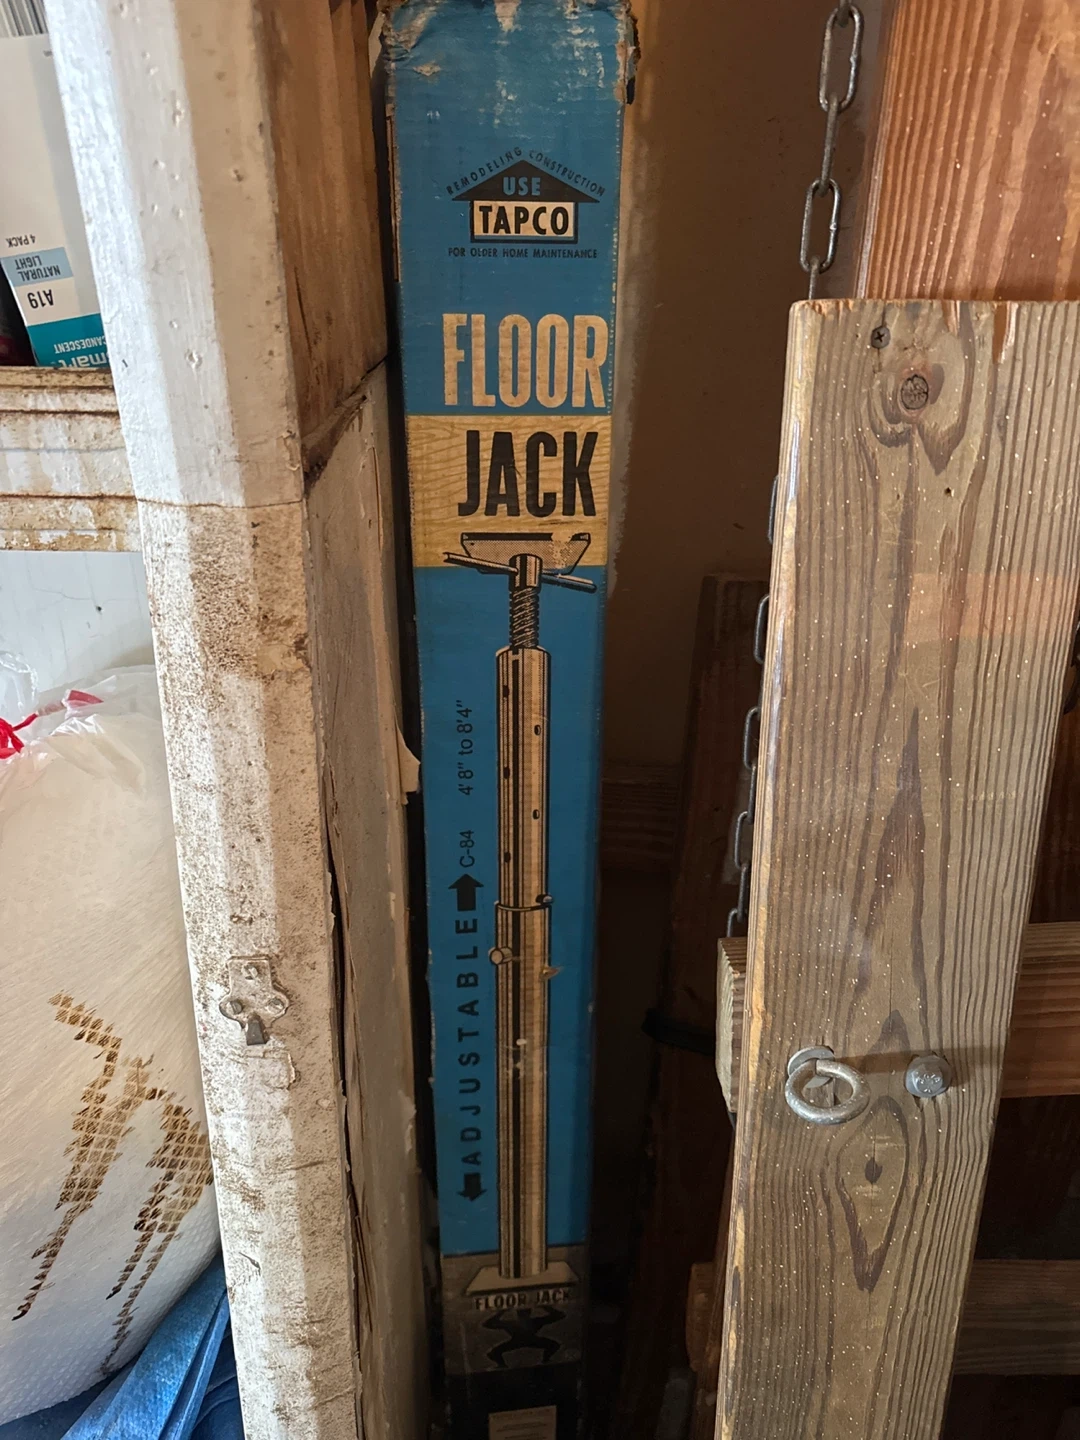 REMODELING CONSTRUCTION
USE
TAPCO
FOR OLDER HOME MAINTENANCE
FLOOR
JACK
ADJUSTABLE C-84 4'8" to 8'4"
FLOOR JACK
4 PACK
NATURAL
LIGHT
A19